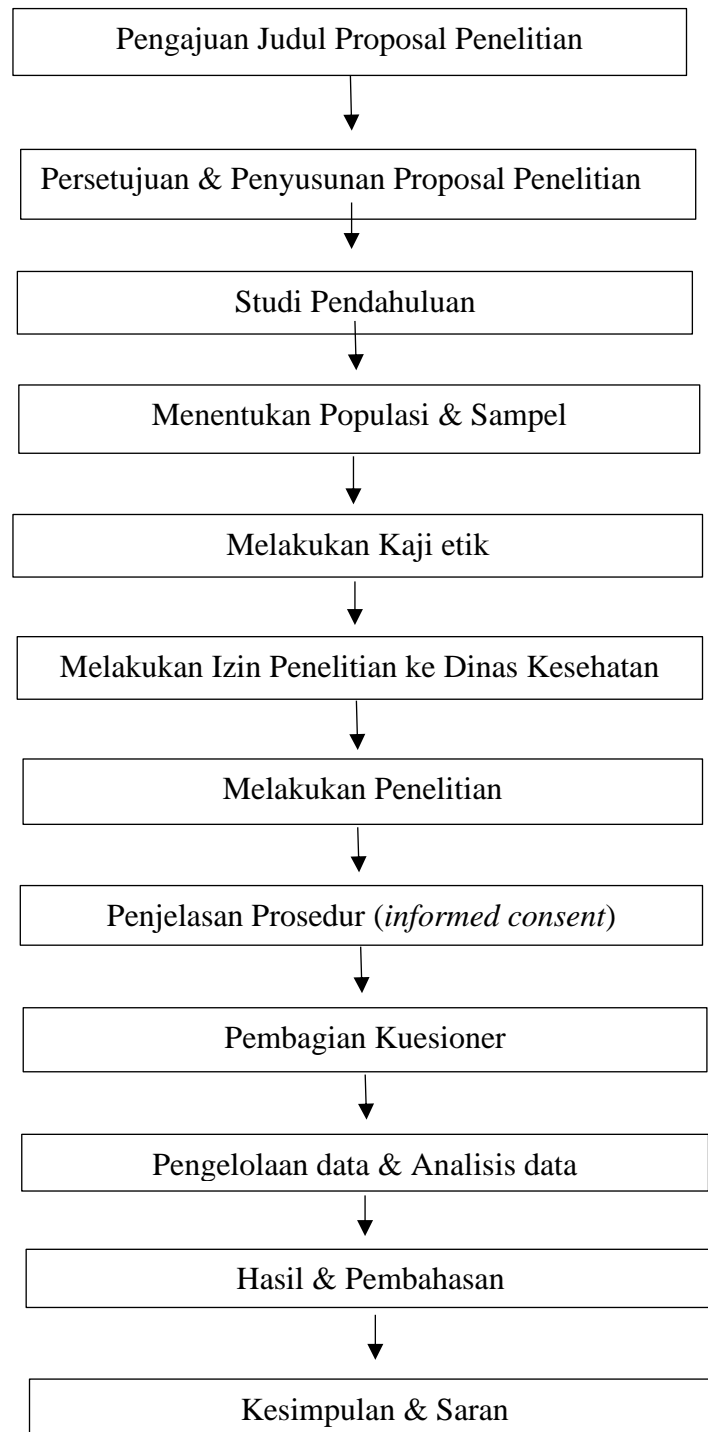 Pengajuan Judul Proposal Penelitian
Persetujuan & Penyusunan Proposal Penelitian
Studi Pendahuluan
Menentukan Populasi & Sampel
Melakukan Kaji etik
Melakukan Izin Penelitian ke Dinas Kesehatan
Melakukan Penelitian
Penjelasan Prosedur (informed consent)
Pembagian Kuesioner
Pengelolaan data & Analisis data
Hasil & Pembahasan
Kesimpulan & Saran